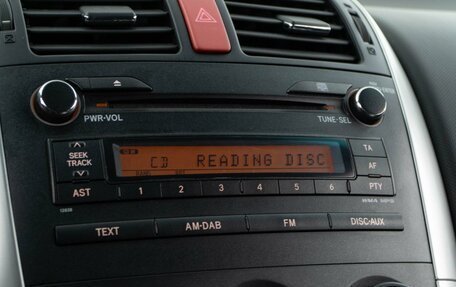 PWR-VOL
TUNE-SEL
SEEK
TRACK
CD READING DISC
TA
AF
AST
1 2 3 4 5 6
PTY
TEXT
AM-DAB
FM
DISC-AUX